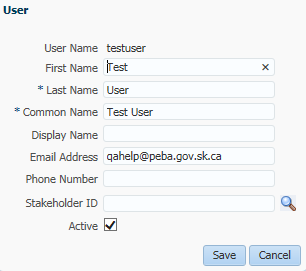 User
User Name testuser
First Name Test
* Last Name User
* Common Name Test User
Display Name
Email Address qahelp@peba.gov.sk.ca
Phone Number
Stakeholder ID
Active
Save Cancel